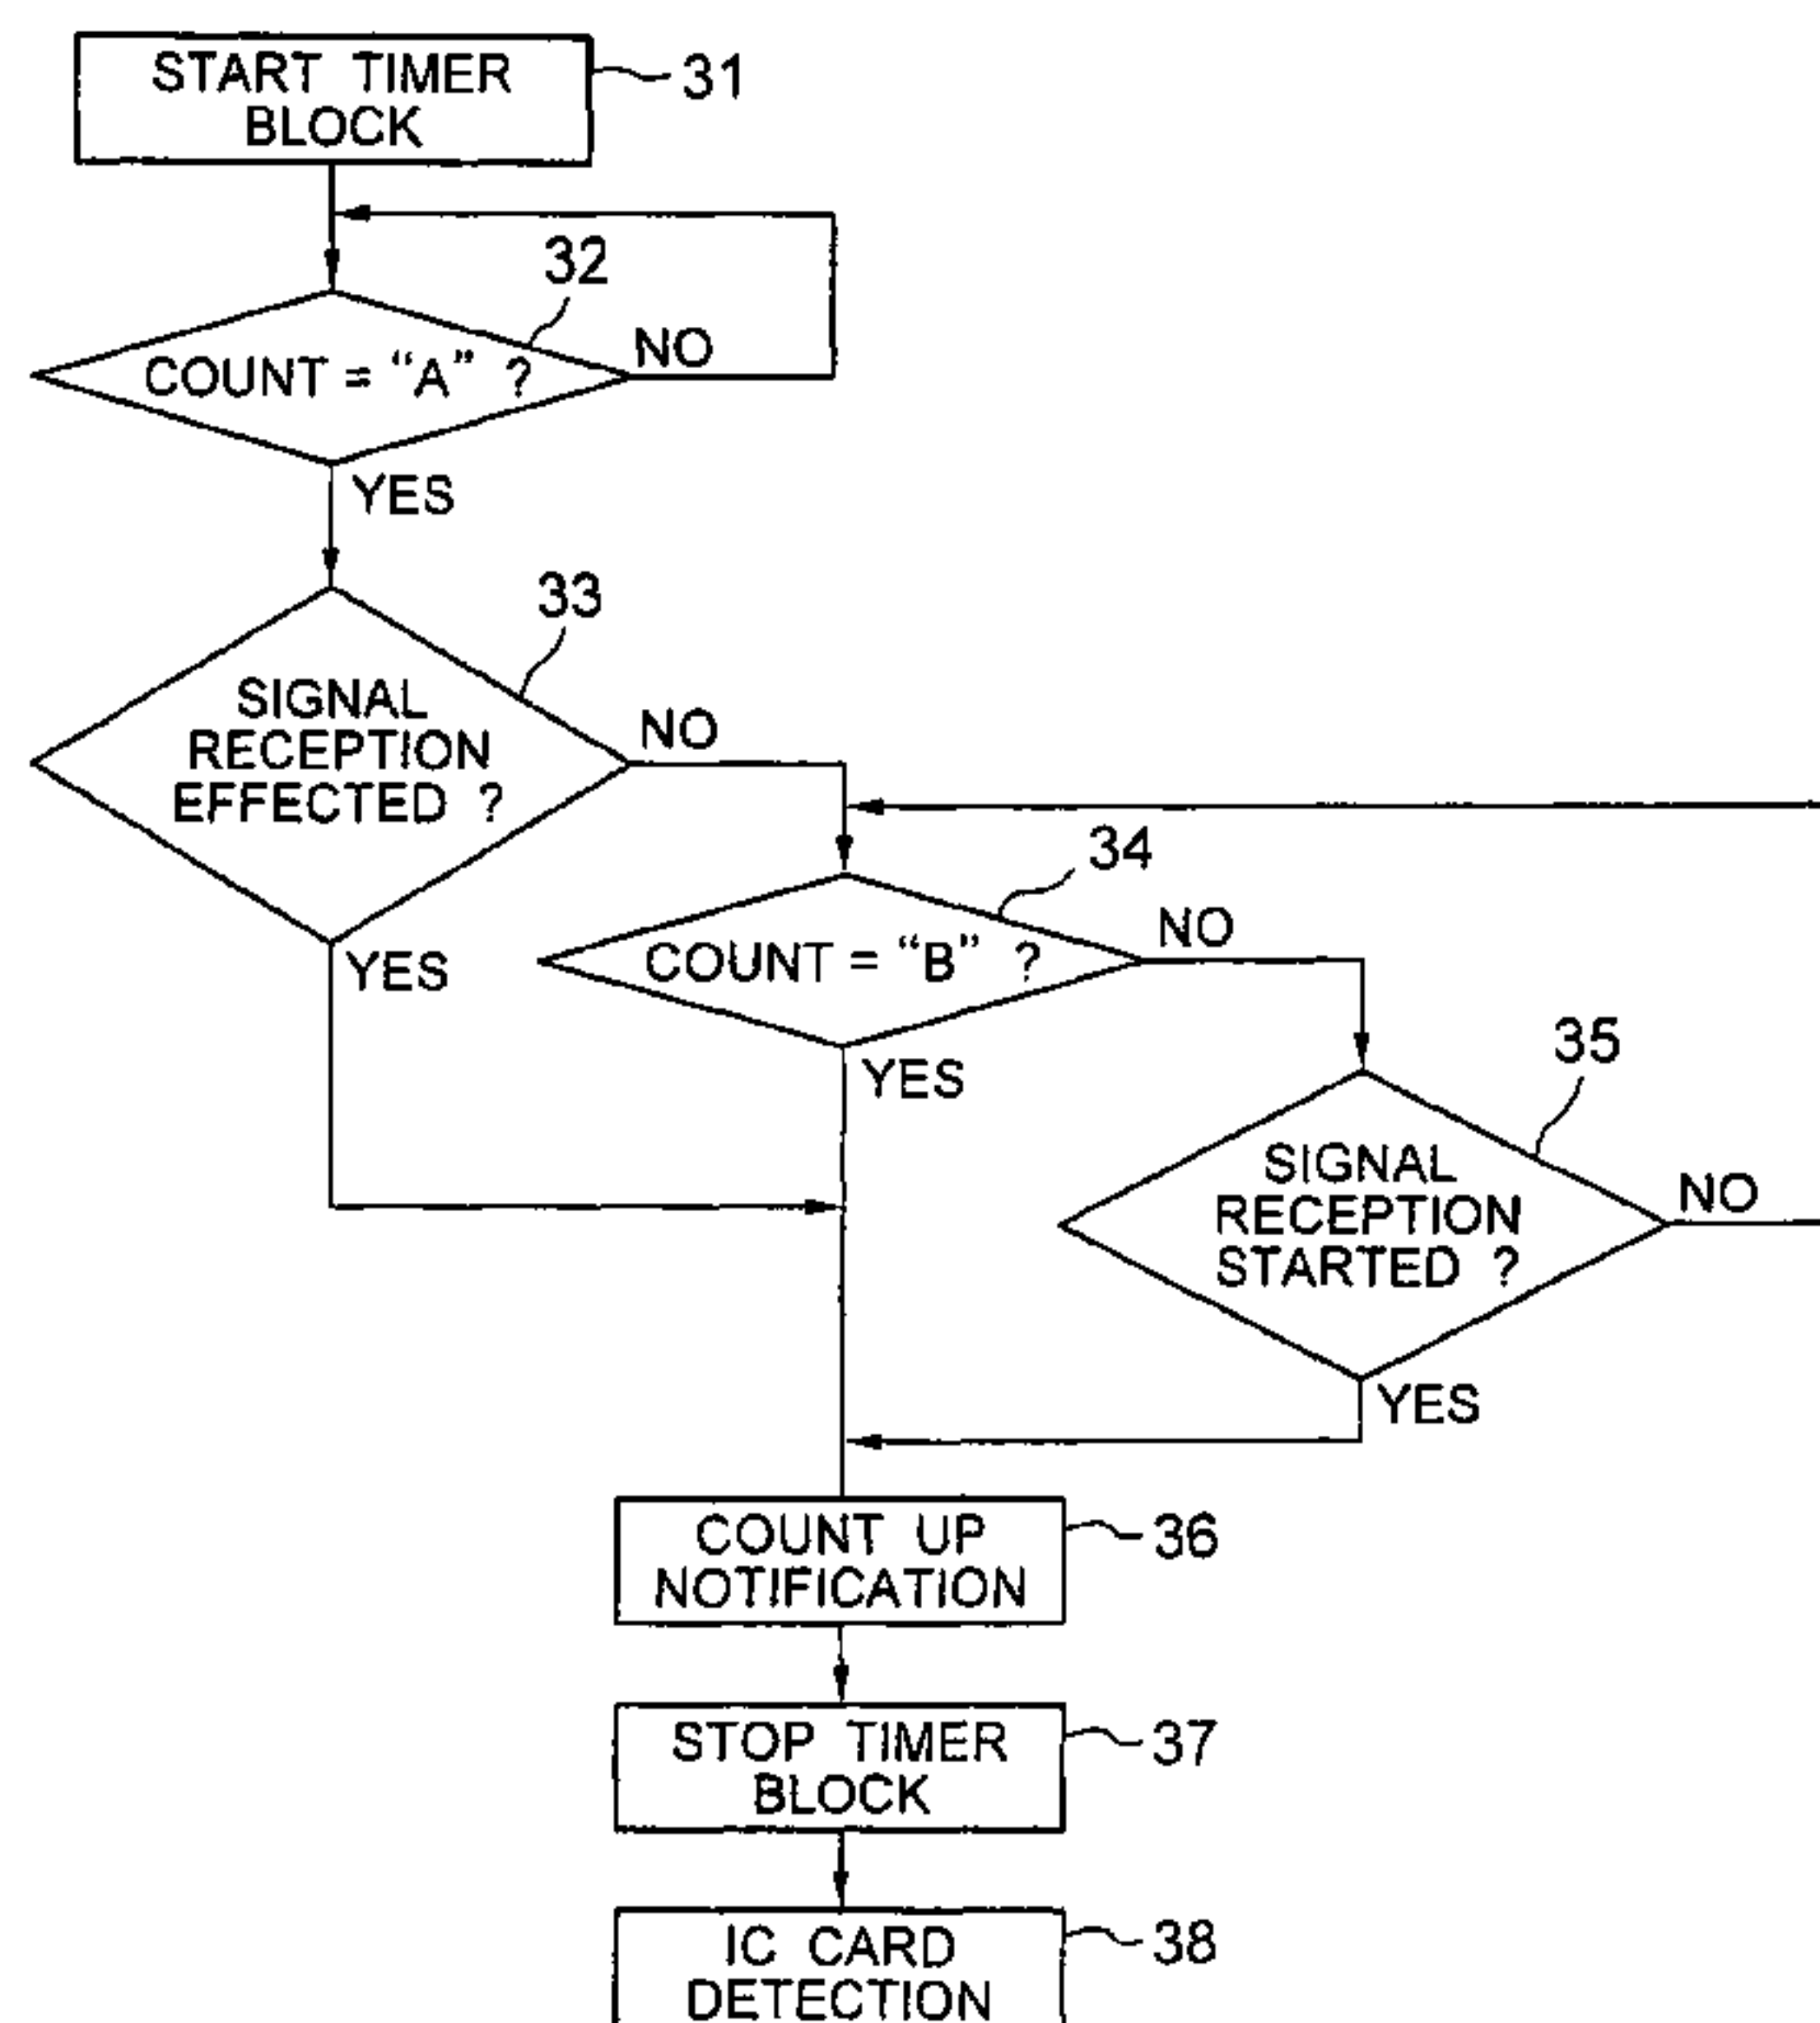 START TIMER
BLOCK
31
32
COUNT = “A” ?
NO
YES
33
SIGNAL
RECEPTION
EFFECTED ?
NO
YES
34
COUNT = “B” ?
NO
YES
35
SIGNAL
RECEPTION
STARTED ?
NO
YES
COUNT UP
NOTIFICATION
36
STOP TIMER
BLOCK
37
IC CARD
DETECTION
38